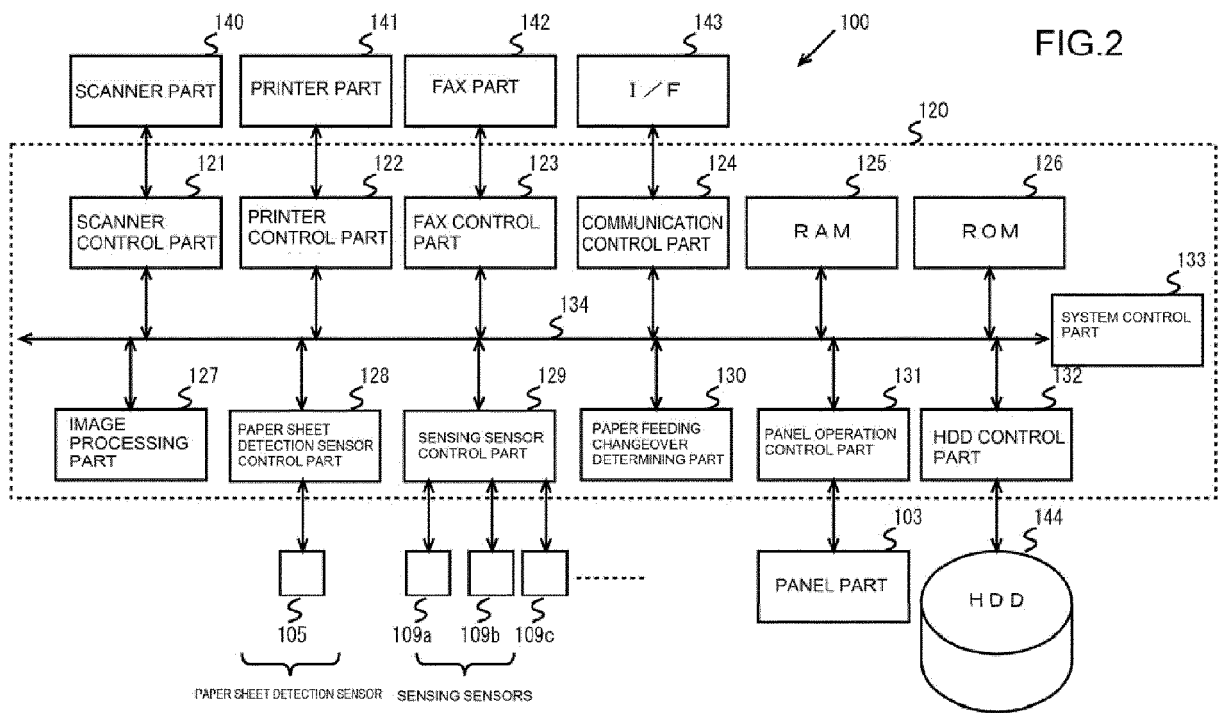 140
141
142
143
100
FIG.2
SCANNER PART
PRINTER PART
FAX PART
I/F
120
121
122
123
124
125
126
SCANNER
CONTROL PART
PRINTER
CONTROL PART
FAX CONTROL
PART
COMMUNICATION
CONTROL PART
RAM
ROM
133
SYSTEM CONTROL
PART
134
127
128
129
130
131
132
IMAGE
PROCESSING
PART
PAPER SHEET
DETECTION SENSOR
CONTROL PART
SENSING SENSOR
CONTROL PART
PAPER FEEDING
CHANGEOVER
DETERMINING PART
PANEL OPERATION
CONTROL PART
HDD CONTROL
PART
103
144
PANEL PART
HDD
105
109a
109b
109c
PAPER SHEET DETECTION SENSOR
SENSING SENSORS